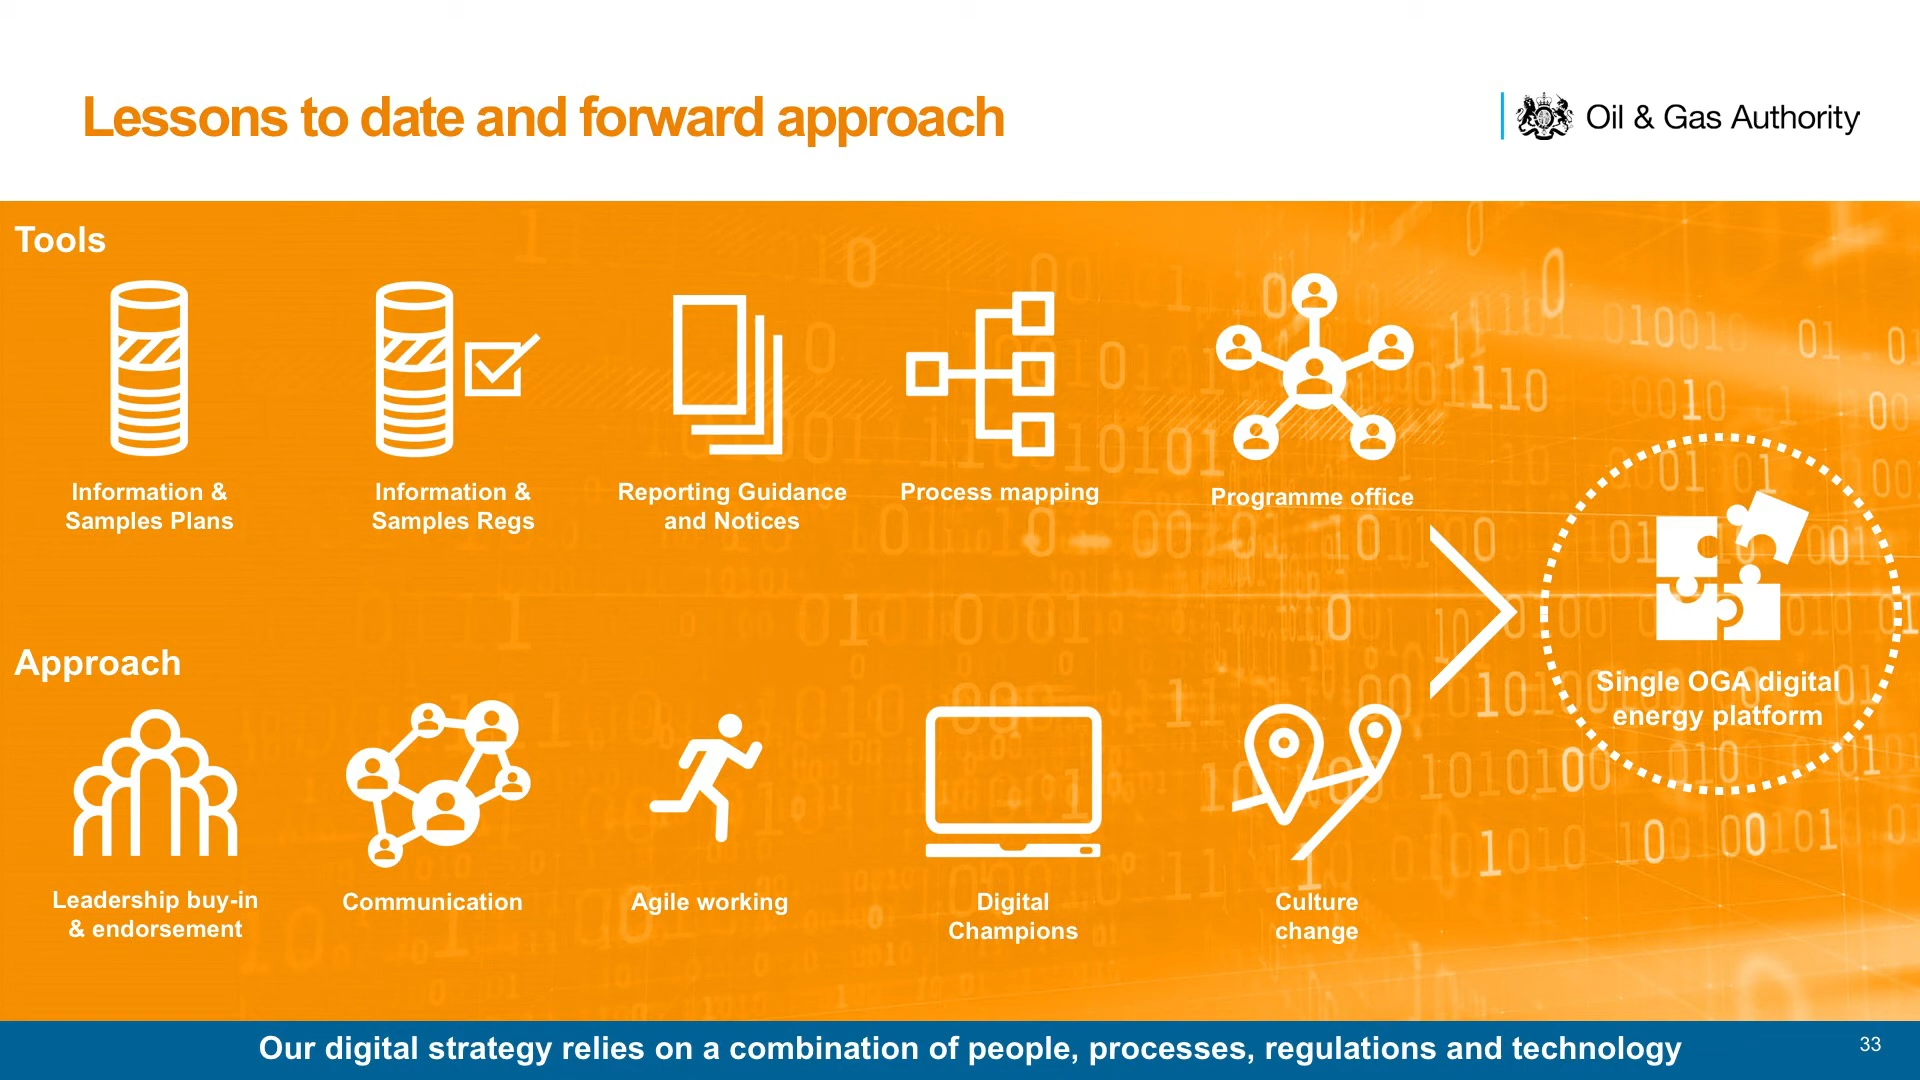 Lessons to date and forward approach
Oil & Gas Authority
Tools
Information &
Samples Plans
Information &
Samples Regs
Reporting Guidance
and Notices
Process mapping
Programme office
Single OGA digital
energy platform
Approach
Leadership buy-in
& endorsement
Communication
Agile working
Digital
Champions
Culture
change
Our digital strategy relies on a combination of people, processes, regulations and technology
33